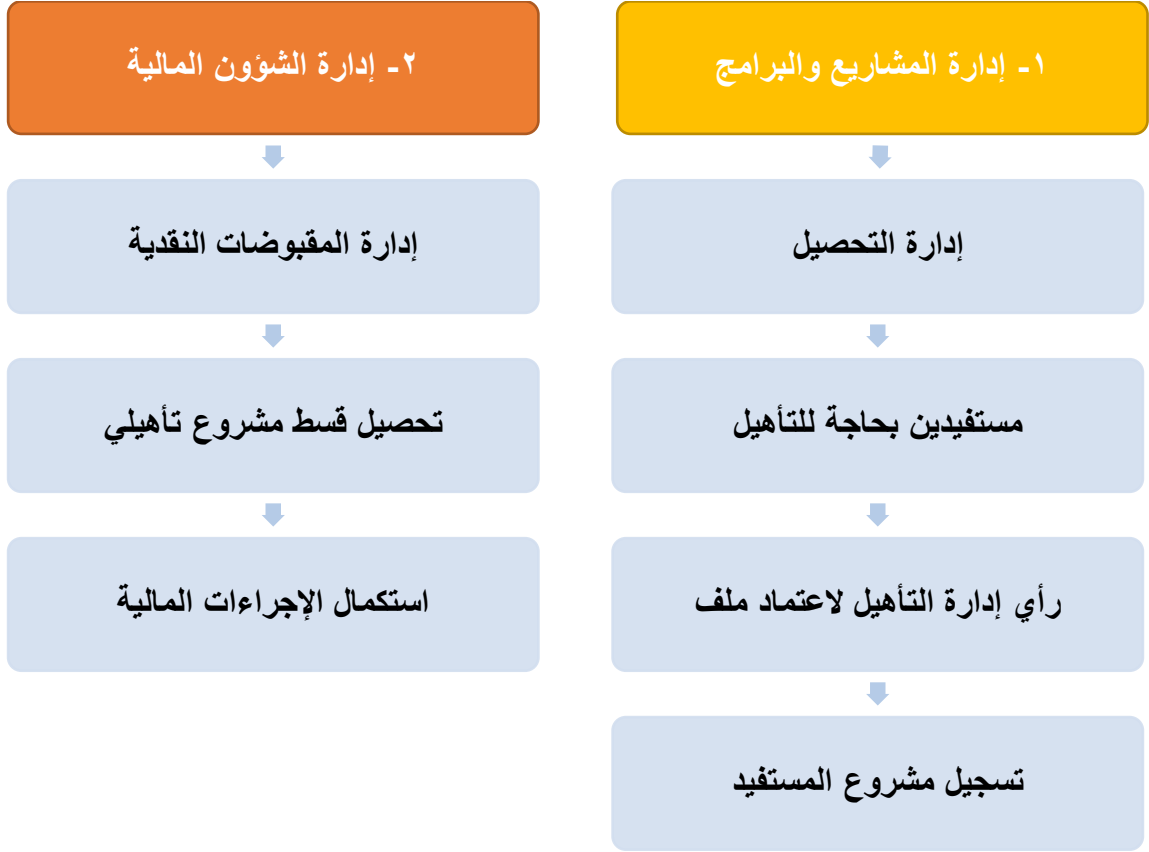 ١- إدارة المشاريع والبرامج
إدارة التحصيل
مستفيدين بحاجة للتأهيل
رأي إدارة التأهيل لاعتماد ملف
تسجيل مشروع المستفيد
٢- إدارة الشؤون المالية
إدارة المقبوضات النقدية
تحصيل قسط مشروع تأهيلي
استكمال الإجراءات المالية